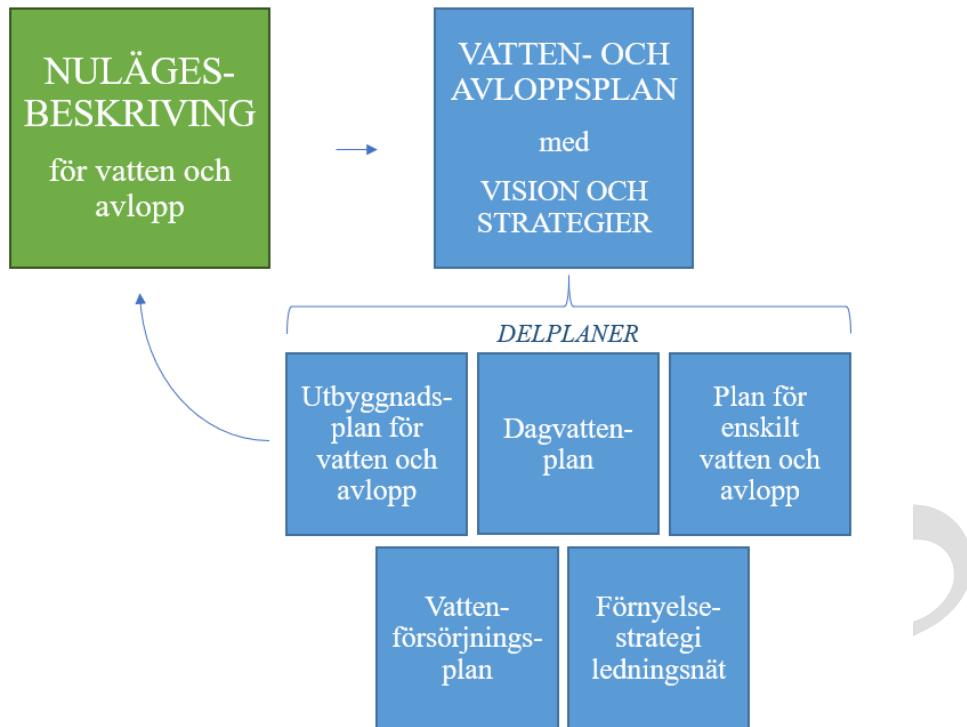 NULÄGES-
BESKRIVING
för vatten och
avlopp
VATTEN- OCH
AVLOPPSPLAN
med
VISION OCH
STRATEGIER
DELPLANER
Utbyggnads-
plan för
vatten och
avlopp
Dagvatten-
plan
Plan för
enskilt
vatten och
avlopp
Vatten-
försörjnings-
plan
Förnyelse-
strategi
ledningsnät